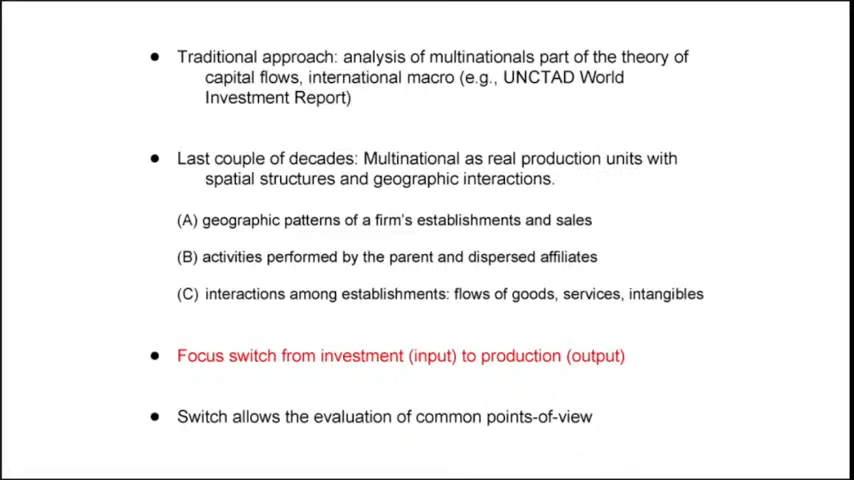 ● Traditional approach: analysis of multinationals part of the theory of
capital flows, international macro (e.g., UNCTAD World
Investment Report)
● Last couple of decades: Multinational as real production units with
spatial structures and geographic interactions.
(A) geographic patterns of a firm's establishments and sales
(B) activities performed by the parent and dispersed affiliates
(C) interactions among establishments: flows of goods, services, intangibles
● Focus switch from investment (input) to production (output)
● Switch allows the evaluation of common points-of-view